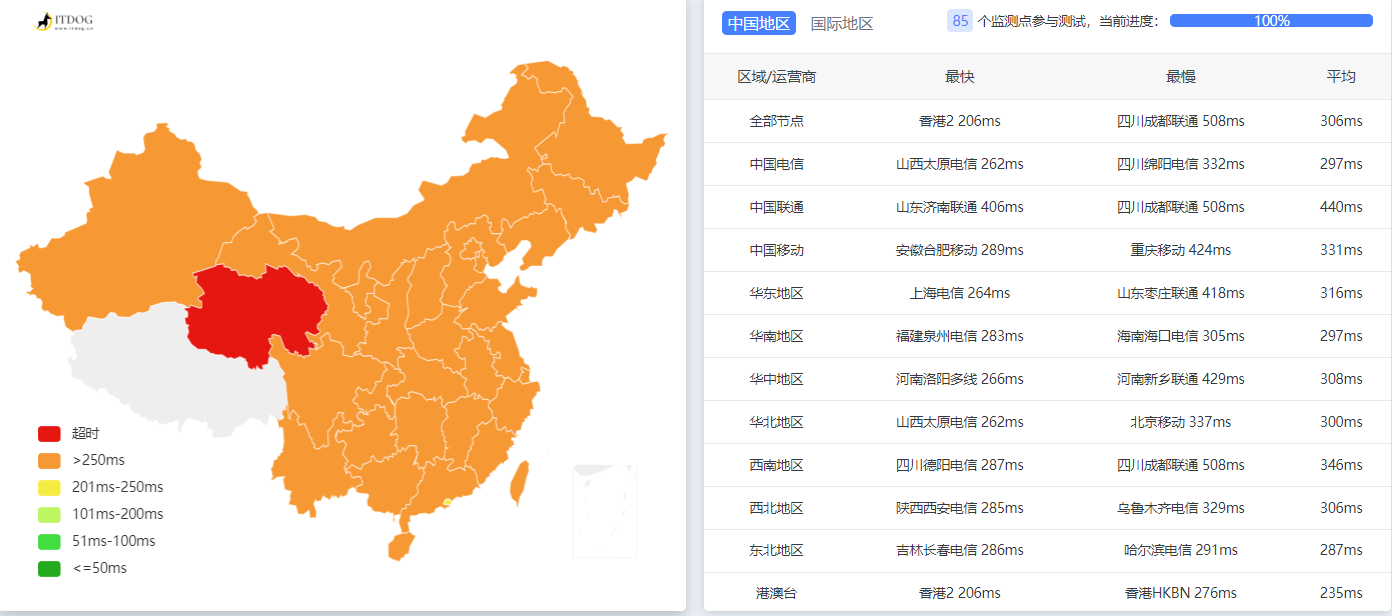 ITDOG
www.itdog.cn
超时
>250ms
201ms-250ms
101ms-200ms
51ms-100ms
<=50ms
中国地区 国际地区 85 个监测点参与测试，当前进度： 100%
区域/运营商 最快 最慢 平均
全部节点 香港2 206ms 四川成都联通 508ms 306ms
中国电信 山西太原电信 262ms 四川绵阳电信 332ms 297ms
中国联通 山东济南联通 406ms 四川成都联通 508ms 440ms
中国移动 安徽合肥移动 289ms 重庆移动 424ms 331ms
华东地区 上海电信 264ms 山东枣庄联通 418ms 316ms
华南地区 福建泉州电信 283ms 海南海口电信 305ms 297ms
华中地区 河南洛阳多线 266ms 河南新乡联通 429ms 308ms
华北地区 山西太原电信 262ms 北京移动 337ms 300ms
西南地区 四川德阳电信 287ms 四川成都联通 508ms 346ms
西北地区 陕西西安电信 285ms 乌鲁木齐电信 329ms 306ms
东北地区 吉林长春电信 286ms 哈尔滨电信 291ms 287ms
港澳台 香港2 206ms 香港HKBN 276ms 235ms